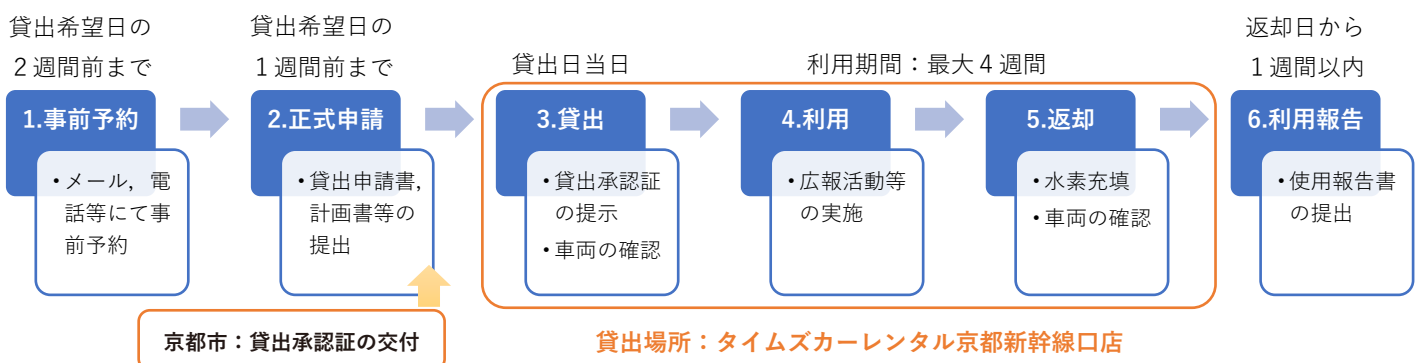 貸出希望日の
２週間前まで
1.事前予約
・メール，電
話等にて事
前予約
貸出希望日の
１週間前まで
2.正式申請
・貸出申請書，
計画書等の
提出
京都市：貸出承認証の交付
貸出日当日
3.貸出
・貸出承認証
の提示
・車両の確認
利用期間：最大４週間
4.利用
・広報活動等
の実施
5.返却
・水素充填
・車両の確認
貸出場所：タイムズカーレンタル京都新幹線口店
返却日から
１週間以内
6.利用報告
・使用報告書
の提出